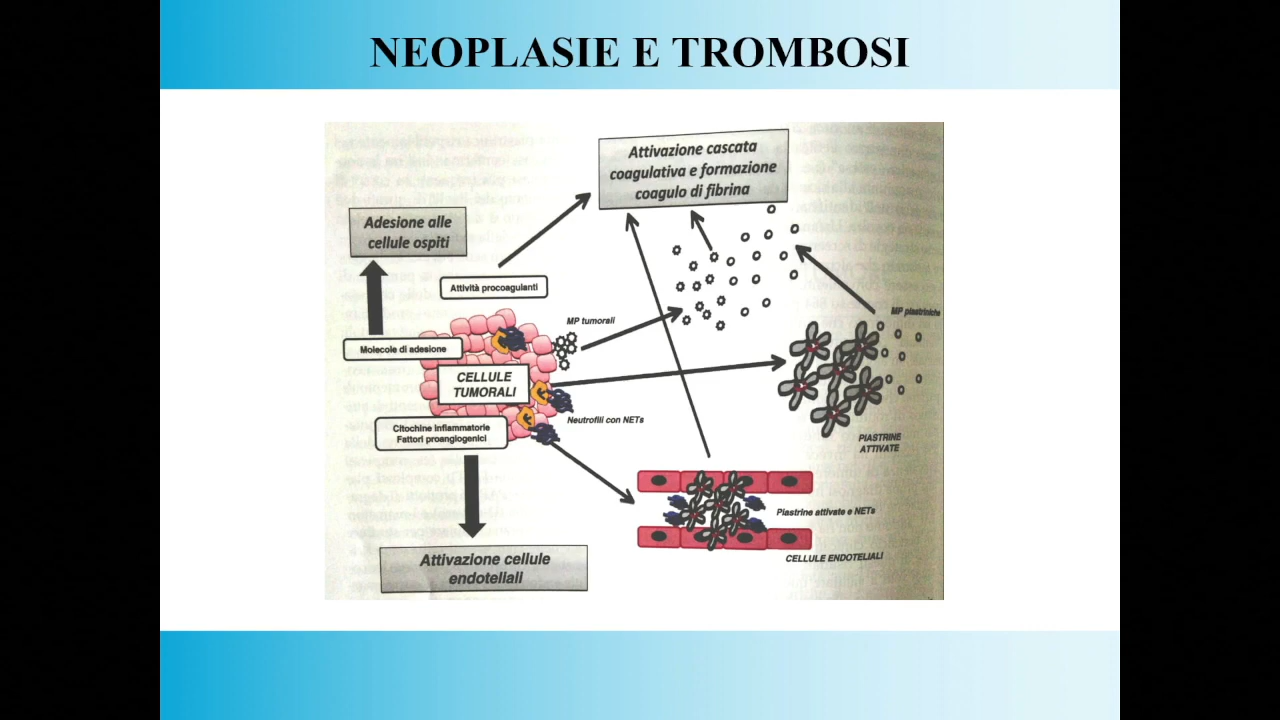 NEOPLASIE E TROMBOSI
Attivazione cascata
coagulativa e formazione
coagulo di fibrina
Adesione alle
cellule ospiti
Attività procoagulanti
MP tumorali
MP piastriniche
Molecole di adesione
CELLULE
TUMORALI
Neutrofili con NETs
Citochine infiammatorie
Fattori proangiogenici
PIASTRINE
ATTIVATE
Piastrine attivate e NETs
CELLULE ENDOTELIALI
Attivazione cellule
endoteliali